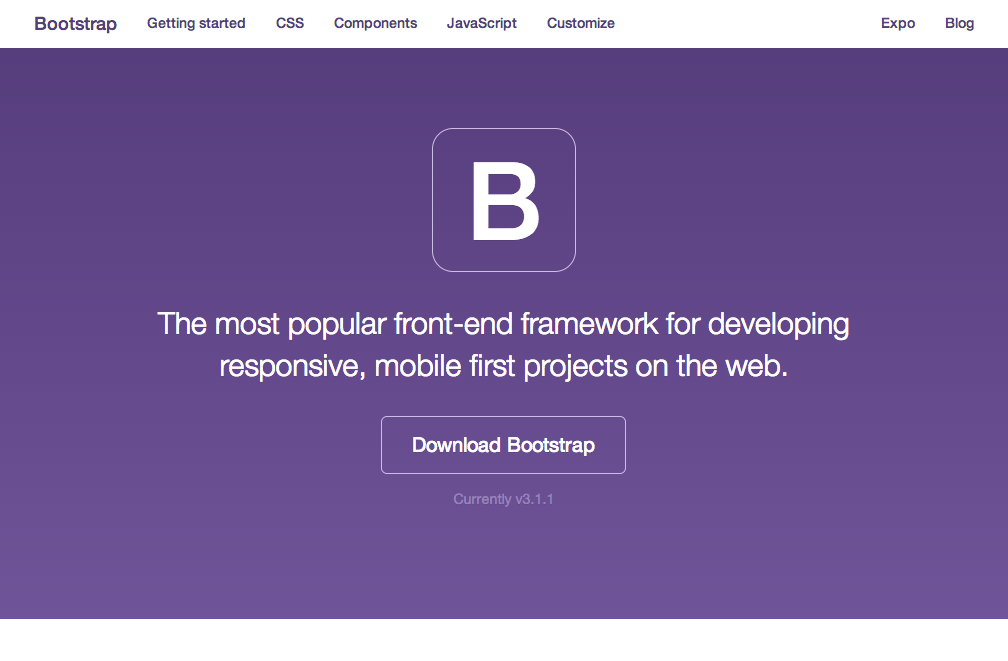 Bootstrap Getting started CSS Components JavaScript Customize Expo Blog
B
The most popular front-end framework for developing
responsive, mobile first projects on the web.
Download Bootstrap
Currently v3.1.1